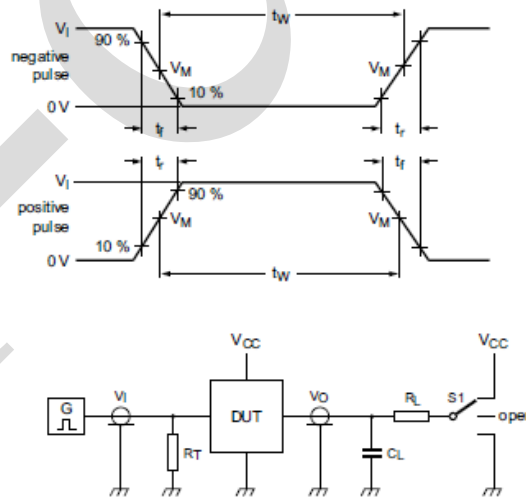 tW
VI
90 %
negative
pulse
VM
VM
10 %
0 V
tf
tr
tr
tf
VI
90 %
positive
pulse
VM
VM
10 %
0 V
tW
VCC
VCC
G
VI
DUT
VO
RL
S1
open
RT
CL